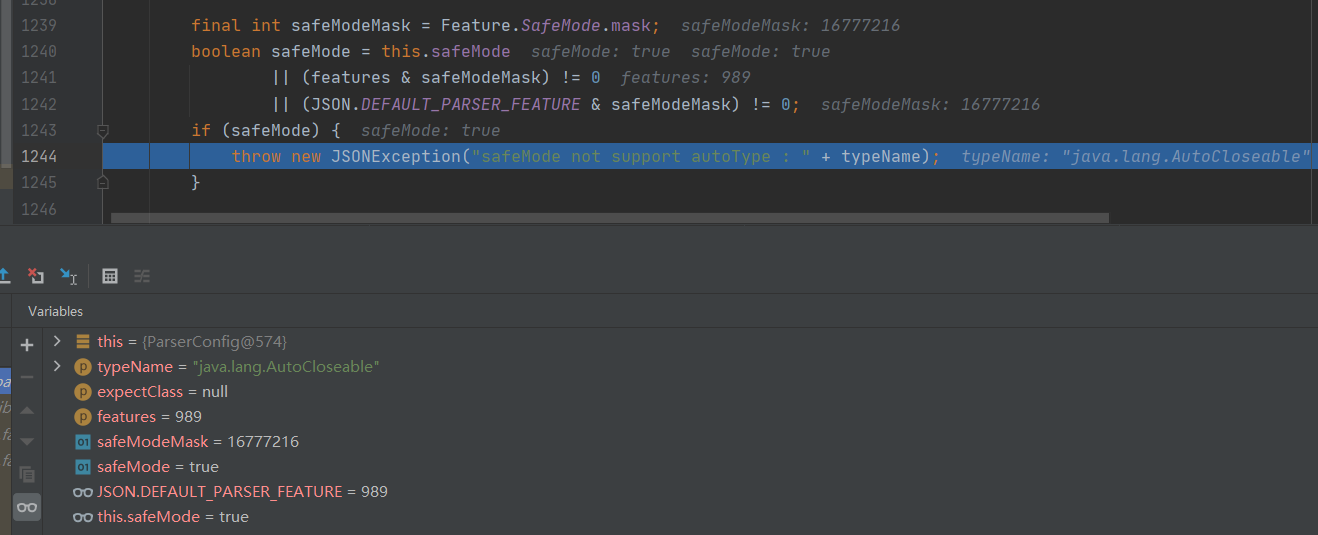 1238
1239 final int safeModeMask = Feature.SafeMode.mask; safeModeMask: 16777216
1240 boolean safeMode = this.safeMode safeMode: true safeMode: true
1241 || (features & safeModeMask) != 0 features: 989
1242 || (JSON.DEFAULT_PARSER_FEATURE & safeModeMask) != 0; safeModeMask: 16777216
1243 if (safeMode) { safeMode: true
1244 throw new JSONException("safeMode not support autoType : " + typeName); typeName: "java.lang.AutoCloseable"
1245 }
1246
Variables
this = {ParserConfig@574}
typeName = "java.lang.AutoCloseable"
expectClass = null
features = 989
safeModeMask = 16777216
safeMode = true
JSON.DEFAULT_PARSER_FEATURE = 989
this.safeMode = true